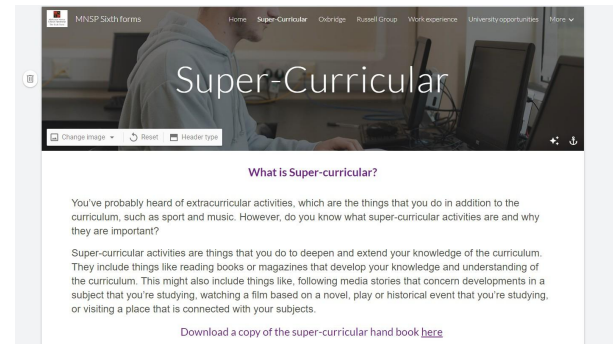 MNSP Sixth forms
Home Super-Curricular Oxbridge Russell Group Work experience University opportunities More
Super-Curricular
Change image Reset Header type
What is Super-curricular?
You've probably heard of extracurricular activities, which are the things that you do in addition to the
curriculum, such as sport and music. However, do you know what super-curricular activities are and why
they are important?
Super-curricular activities are things that you do to deepen and extend your knowledge of the curriculum.
They include things like reading books or magazines that develop your knowledge and understanding of
the curriculum. This might also include things like, following media stories that concern developments in a
subject that you're studying, watching a film based on a novel, play or historical event that you're studying,
or visiting a place that is connected with your subjects.
Download a copy of the super-curricular hand book here